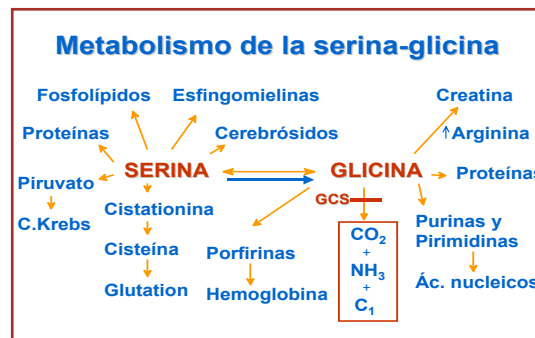 Metabolismo de la serina-glicina
Fosfolípidos
Esfingomielinas
Creatina
Proteínas
Cerebrósidos
↑Arginina
SERINA
GLICINA
Proteínas
Piruvato
GCS
C.Krebs
Cistationina
Cisteína
Glutation
Porfirinas
Hemoglobina
CO₂
+
NH₃
+
C₁
Purinas y
Pirimidinas
Ác. nucleicos